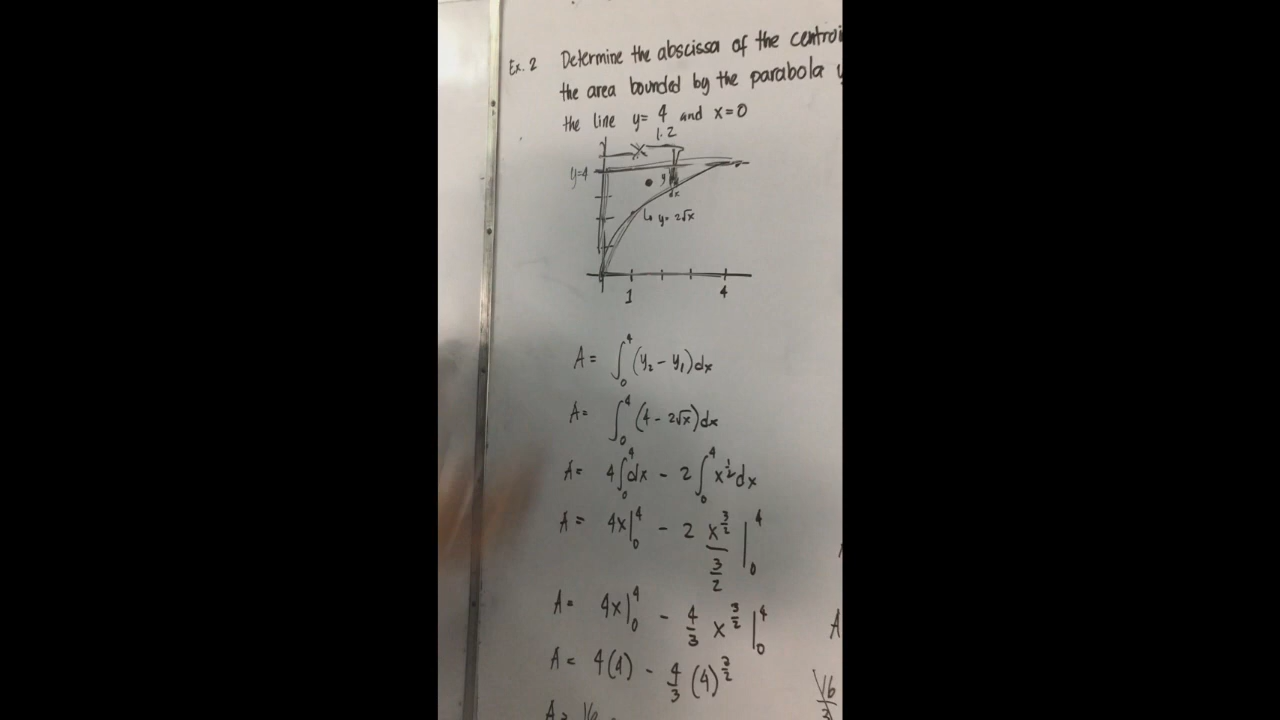 Ex. 2 Determine the abscissa of the centroi
the area bounded by the parabola y
the line y= 4 and x=0
1.2
y
x
y=4
y
dx
y= 2√x
1 4
A = ∫₀⁴ (y₂ - y₁)dx
A= ∫₀⁴ (4 - 2√x)dx
A= 4∫₀⁴dx - 2∫₀⁴ x^(1/2) dx
A = 4x|₀⁴ - 2 x^(3/2)/(3/2) |₀⁴
A= 4x|₀⁴ - 4/3 x^(3/2) |₀⁴
A
A = 4(4) - 4/3 (4)^(3/2)
16/3
A= 16 -